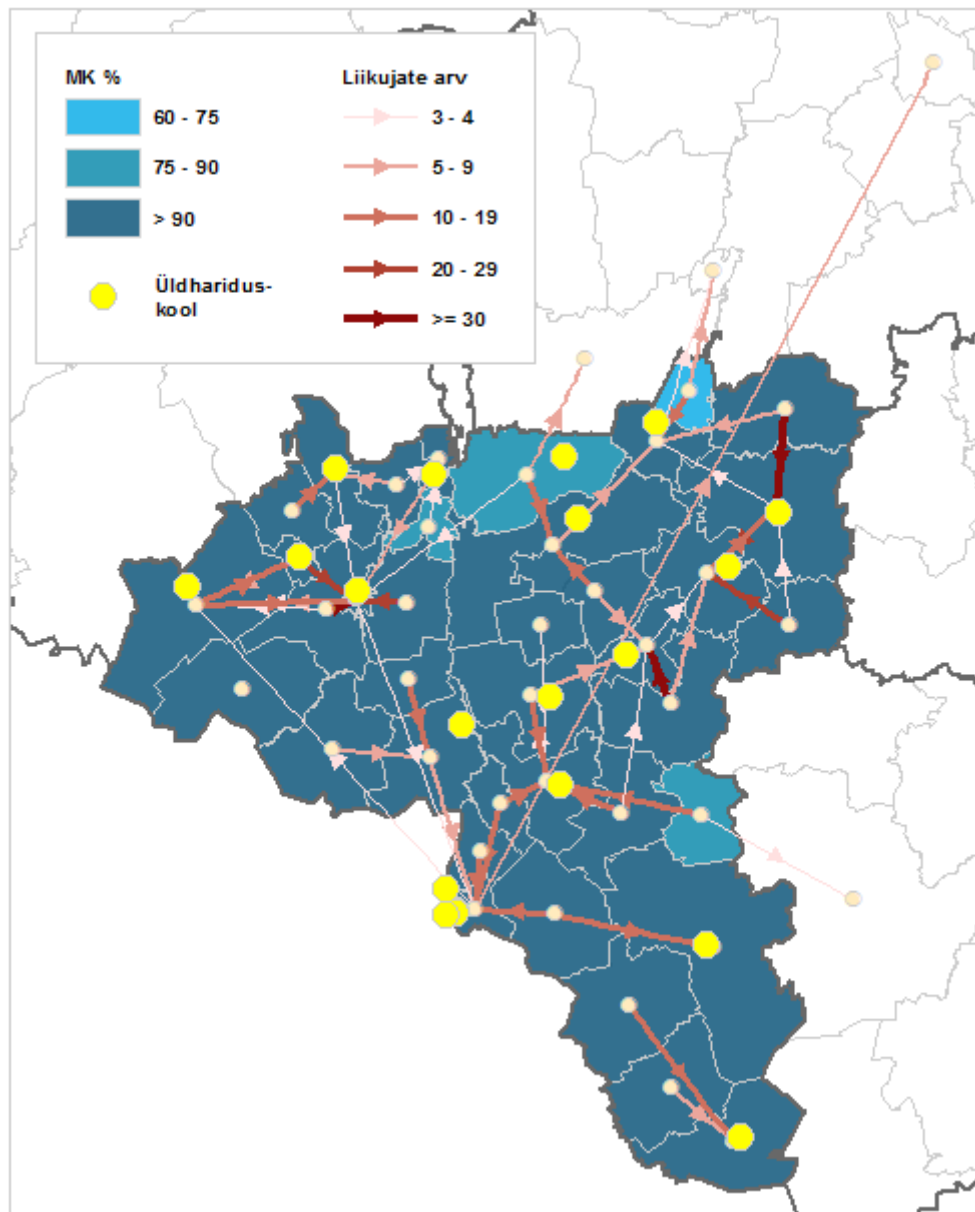 MK %
60 - 75
75 - 90
> 90
Üldharidus-
kool
Liikujate arv
3 - 4
5 - 9
10 - 19
20 - 29
>= 30